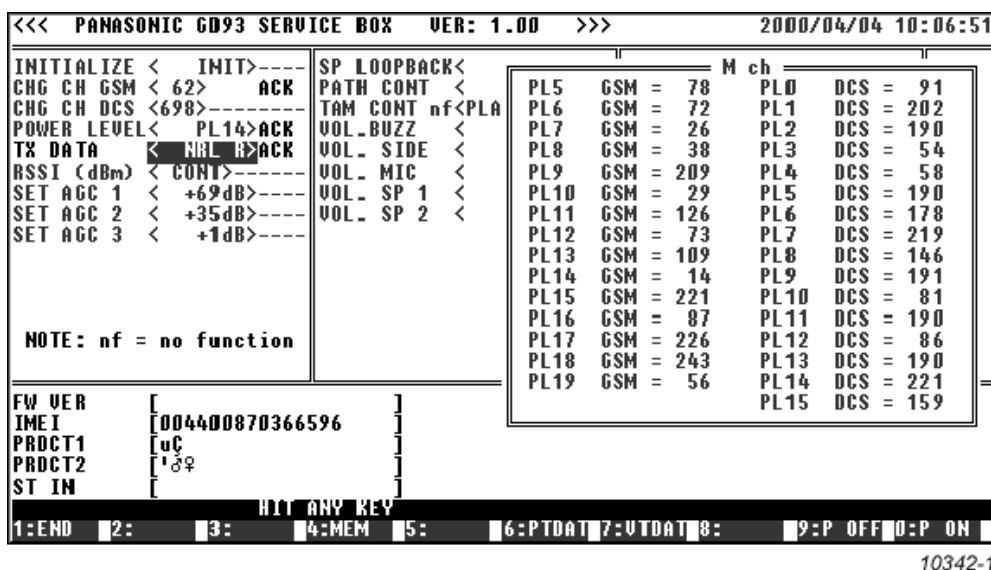 <<< PANASONIC GD93 SERVICE BOX VER: 1.00 >>> 2000/04/04 10:06:51
INITIALIZE < INIT>----
CHG CH GSM < 62> ACK
CHG CH DCS <698>---------
POWER LEVEL< PL14>ACK
TX DATA < NRL R>ACK
RSSI (dBm) < CONT>------
SET AGC 1 < +69dB>----
SET AGC 2 < +35dB>----
SET AGC 3 < +1dB>----
NOTE: nf = no function
SP LOOPBACK<
PATH CONT <
TAM CONT nf<PLA
VOL.BUZZ <
VOL. SIDE <
VOL. MIC <
VOL. SP 1 <
VOL. SP 2 <
M ch
PL5 GSM = 78 PL0 DCS = 91
PL6 GSM = 72 PL1 DCS = 202
PL7 GSM = 26 PL2 DCS = 190
PL8 GSM = 38 PL3 DCS = 54
PL9 GSM = 209 PL4 DCS = 58
PL10 GSM = 29 PL5 DCS = 190
PL11 GSM = 126 PL6 DCS = 178
PL12 GSM = 73 PL7 DCS = 219
PL13 GSM = 109 PL8 DCS = 146
PL14 GSM = 14 PL9 DCS = 191
PL15 GSM = 221 PL10 DCS = 81
PL16 GSM = 87 PL11 DCS = 190
PL17 GSM = 226 PL12 DCS = 86
PL18 GSM = 243 PL13 DCS = 190
PL19 GSM = 56 PL14 DCS = 221
PL15 DCS = 159
FW VER [ ]
IMEI [004400870366596 ]
PRDCT1 [uÇ ]
PRDCT2 ['♂♀ ]
ST IN [ ]
HIT ANY KEY
1:END 2: 3: 4:MEM 5: 6:PTDAT 7:VTDAT 8: 9:P OFF 0:P ON
10342-1